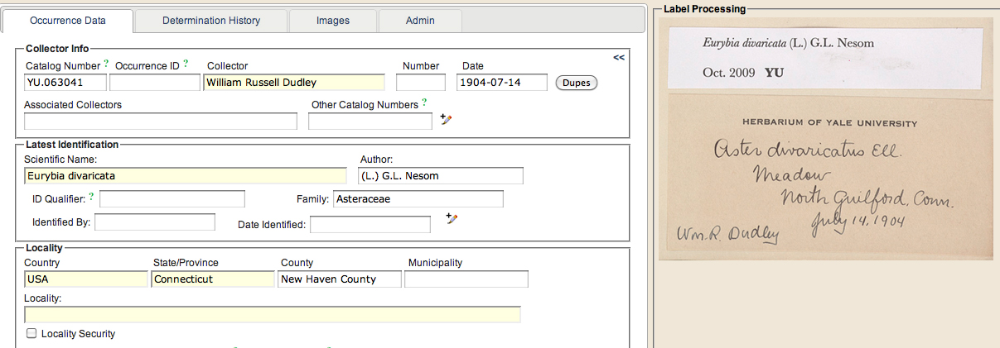 Occurrence Data Determination History Images Admin
Collector Info
<<
Catalog Number ? Occurrence ID ? Collector Number Date
YU.063041 William Russell Dudley 1904-07-14 Dupes
Associated Collectors Other Catalog Numbers ?
Latest Identification
Scientific Name: Author:
Eurybia divaricata (L.) G.L. Nesom
ID Qualifier: ? Family: Asteraceae
Identified By: Date Identified:
Locality
Country State/Province County Municipality
USA Connecticut New Haven County
Locality:
Locality Security
Label Processing
Eurybia divaricata (L.) G.L. Nesom
Oct. 2009 YU
HERBARIUM OF YALE UNIVERSITY
Aster divaricatus Ell.
Meadow
North Guilford, Conn.
July 14, 1904
Wm. R. Dudley